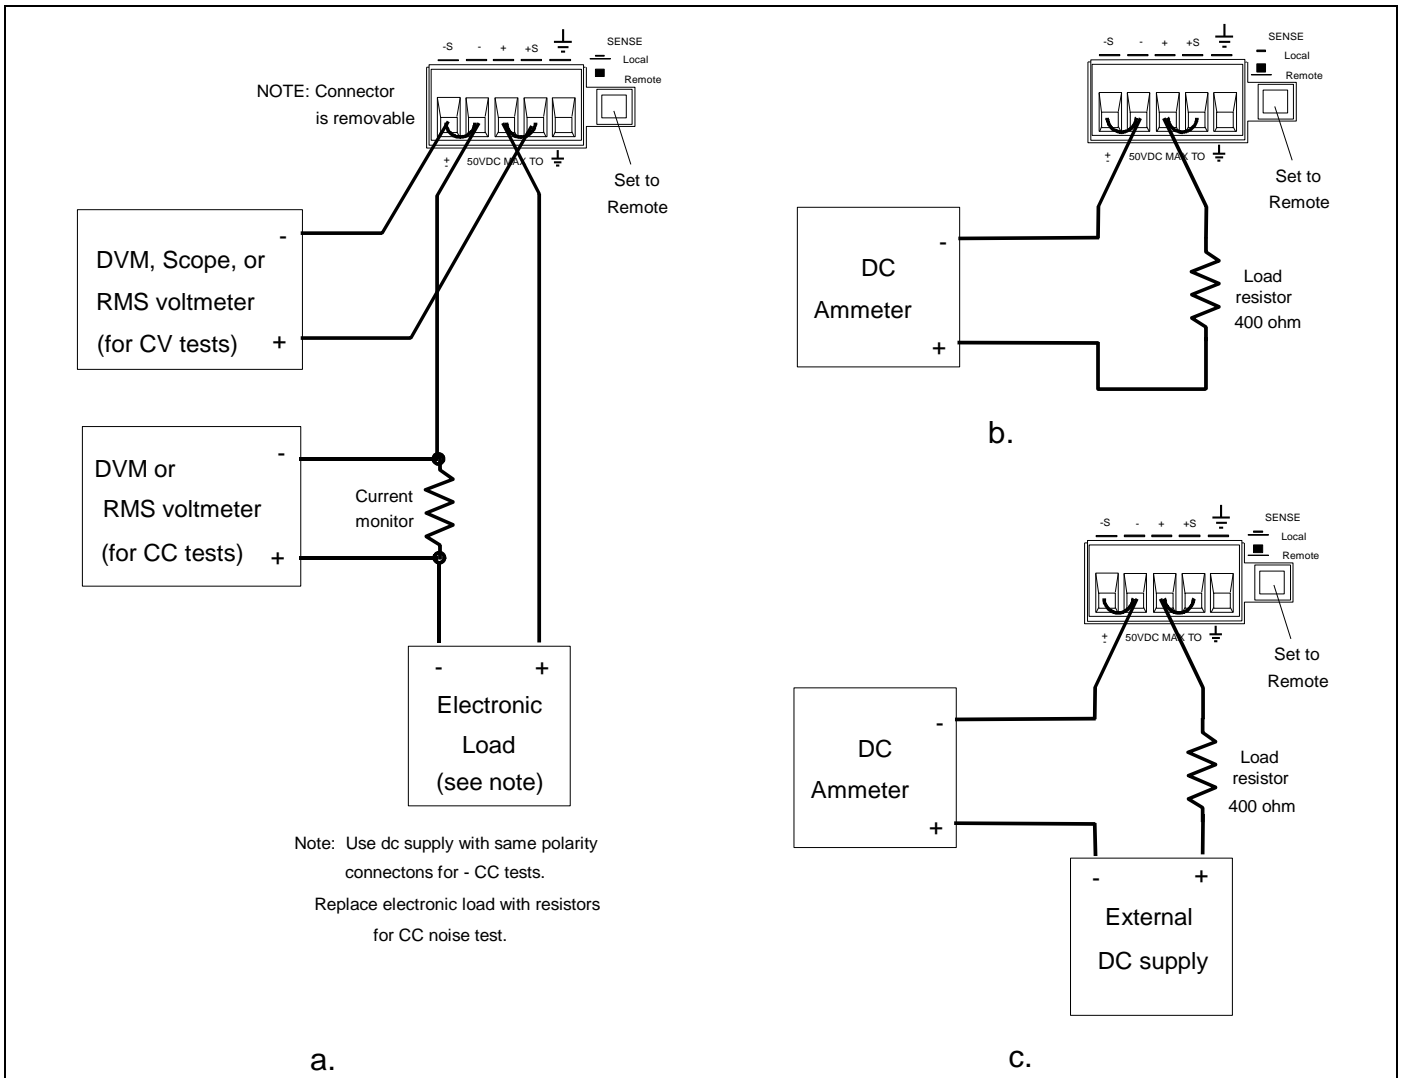 -S - + +S
SENSE
Local
Remote
NOTE: Connector
is removable
+
-
50VDC MAX TO
Set to
Remote
-
DVM, Scope, or
RMS voltmeter
(for CV tests)
+
-
DVM or
RMS voltmeter
(for CC tests)
+
Current
monitor
- +
Electronic
Load
(see note)
Note: Use dc supply with same polarity
connectons for - CC tests.
Replace electronic load with resistors
for CC noise test.
a.
-S - + +S
SENSE
Local
Remote
+
-
50VDC MAX TO
Set to
Remote
-
DC
Ammeter
+
Load
resistor
400 ohm
b.
-S - + +S
SENSE
Local
Remote
+
-
50VDC MAX TO
Set to
Remote
-
DC
Ammeter
+
Load
resistor
400 ohm
- +
External
DC supply
c.